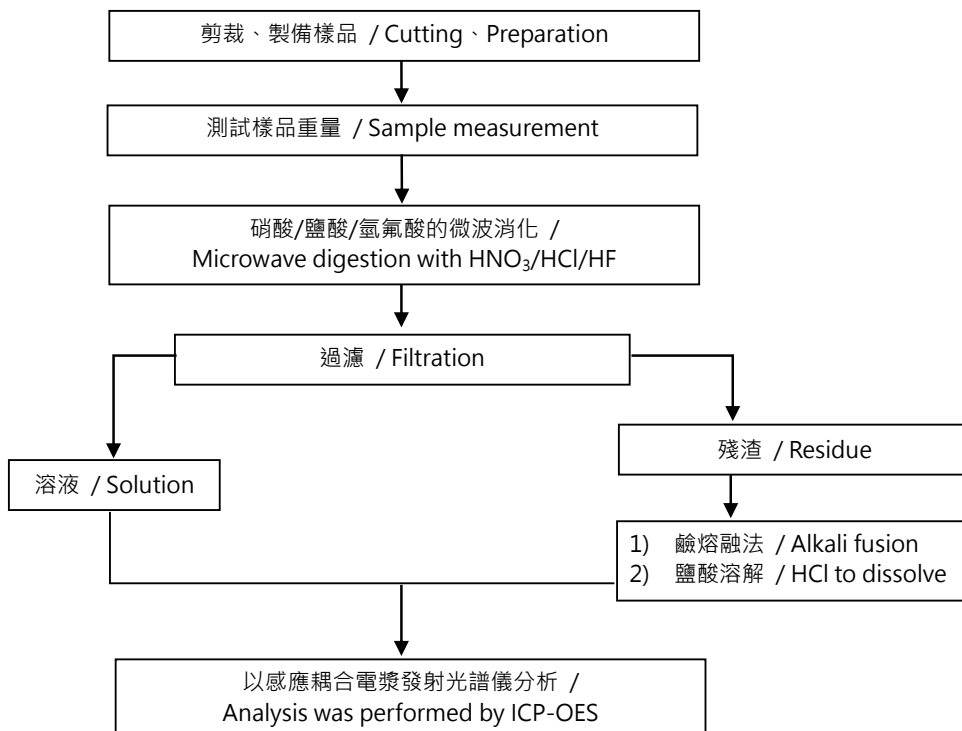 剪裁、製備樣品 / Cutting、Preparation
測試樣品重量 / Sample measurement
硝酸/鹽酸/氫氟酸的微波消化 /
Microwave digestion with HNO₃/HCl/HF
過濾 / Filtration
溶液 / Solution
殘渣 / Residue
1) 鹼熔融法 / Alkali fusion
2) 鹽酸溶解 / HCl to dissolve
以感應耦合電漿發射光譜儀分析 /
Analysis was performed by ICP-OES